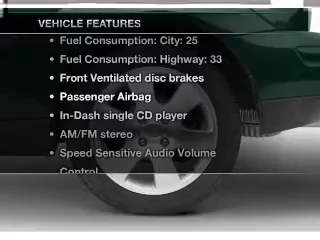 VEHICLE FEATURES
• Fuel Consumption: City: 25
• Fuel Consumption: Highway: 33
• Front Ventilated disc brakes
• Passenger Airbag
• In-Dash single CD player
• AM/FM stereo
• Speed Sensitive Audio Volume
Control